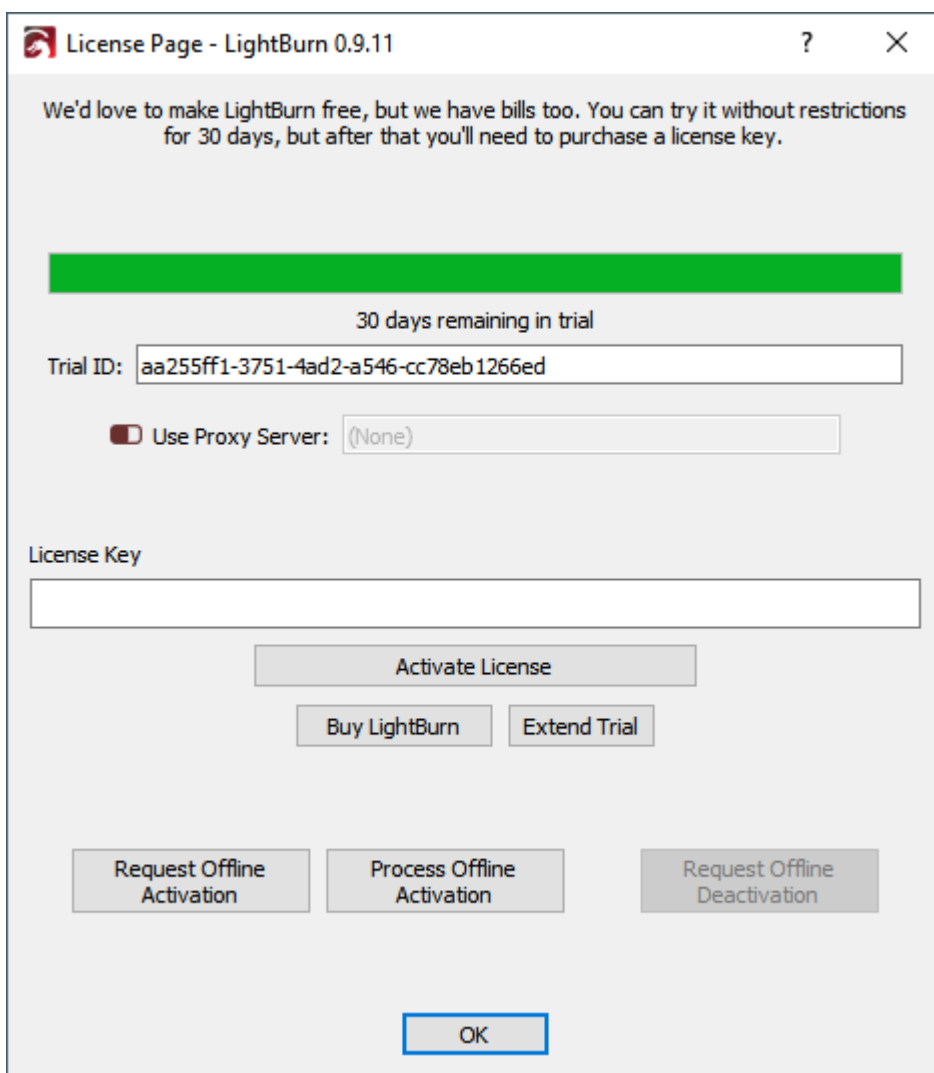 License Page - LightBurn 0.9.11
?
We'd love to make LightBurn free, but we have bills too. You can try it without restrictions
for 30 days, but after that you'll need to purchase a license key.
30 days remaining in trial
Trial ID: aa255ff1-3751-4ad2-a546-cc78eb1266ed
Use Proxy Server: (None)
License Key
Activate License
Buy LightBurn Extend Trial
Request Offline Process Offline Request Offline
Activation Activation Deactivation
OK